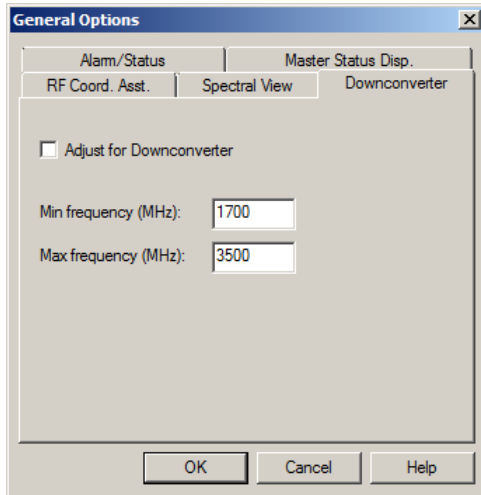 General Options
Alarm/Status Master Status Disp.
RF Coord. Asst. Spectral View Downconverter
Adjust for Downconverter
Min frequency (MHz): 1700
Max frequency (MHz): 3500
OK Cancel Help